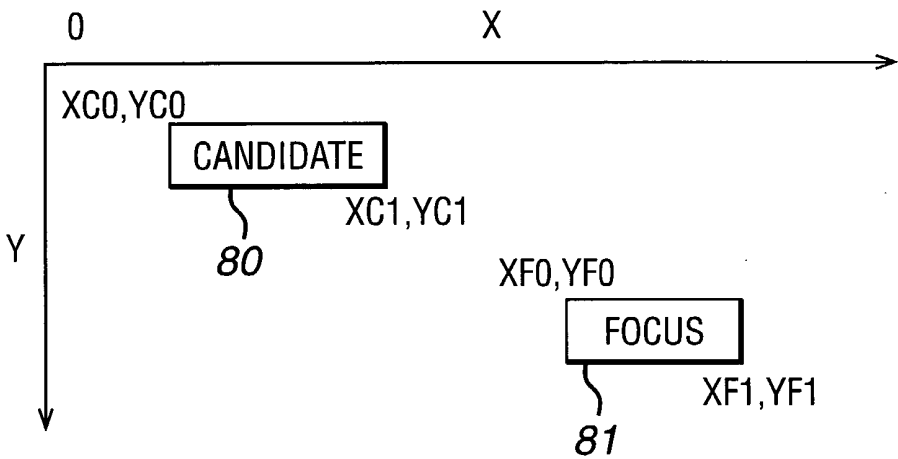 0 X
XC0,YC0
CANDIDATE
XC1,YC1
80
Y
XF0,YF0
FOCUS
XF1,YF1
81